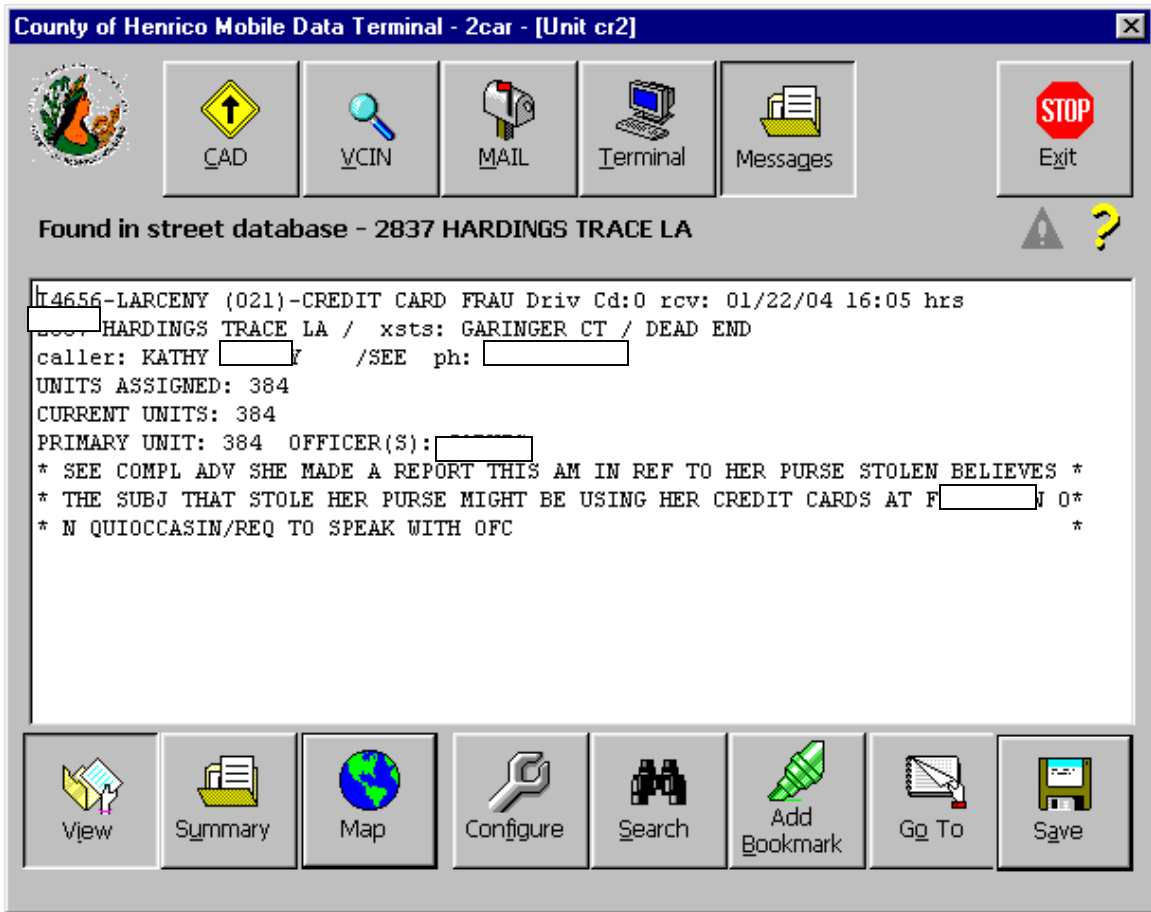 County of Henrico Mobile Data Terminal - 2car - [Unit cr2]
CAD
VCIN
MAIL
Terminal
Messages
STOP
Exit
Found in street database - 2837 HARDINGS TRACE LA
I4656-LARCENY (021)-CREDIT CARD FRAU Driv Cd:0 rcv: 01/22/04 16:05 hrs
HARDINGS TRACE LA / xsts: GARINGER CT / DEAD END
caller: KATHY Y /SEE ph:
UNITS ASSIGNED: 384
CURRENT UNITS: 384
PRIMARY UNIT: 384 OFFICER(S):
* SEE COMPL ADV SHE MADE A REPORT THIS AM IN REF TO HER PURSE STOLEN BELIEVES *
* THE SUBJ THAT STOLE HER PURSE MIGHT BE USING HER CREDIT CARDS AT F N O*
* N QUIOCCASIN/REQ TO SPEAK WITH OFC *
View
Summary
Map
Configure
Search
Add
Bookmark
Go To
Save